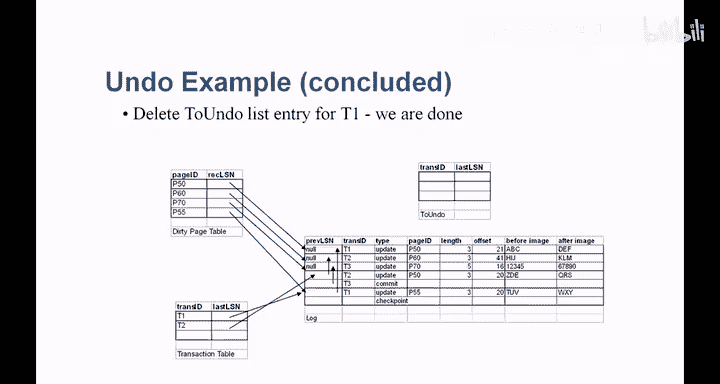 bilibili
Undo Example (concluded)
• Delete ToUndo list entry for T1 - we are done
pageID recLSN
P50
P60
P70
P55
Dirty Page Table
transID lastLSN
ToUndo
prevLSN transID type pageID length offset before image after image
null T1 update P50 3 21 ABC DEF
null T2 update P60 3 41 HIJ KLM
null T3 update P70 5 16 12345 67890
T2 update P50 3 20 ZDE QRS
T3 commit
T1 update P55 3 20 TUV WXY
checkpoint
Log
transID lastLSN
T1
T2
Transaction Table